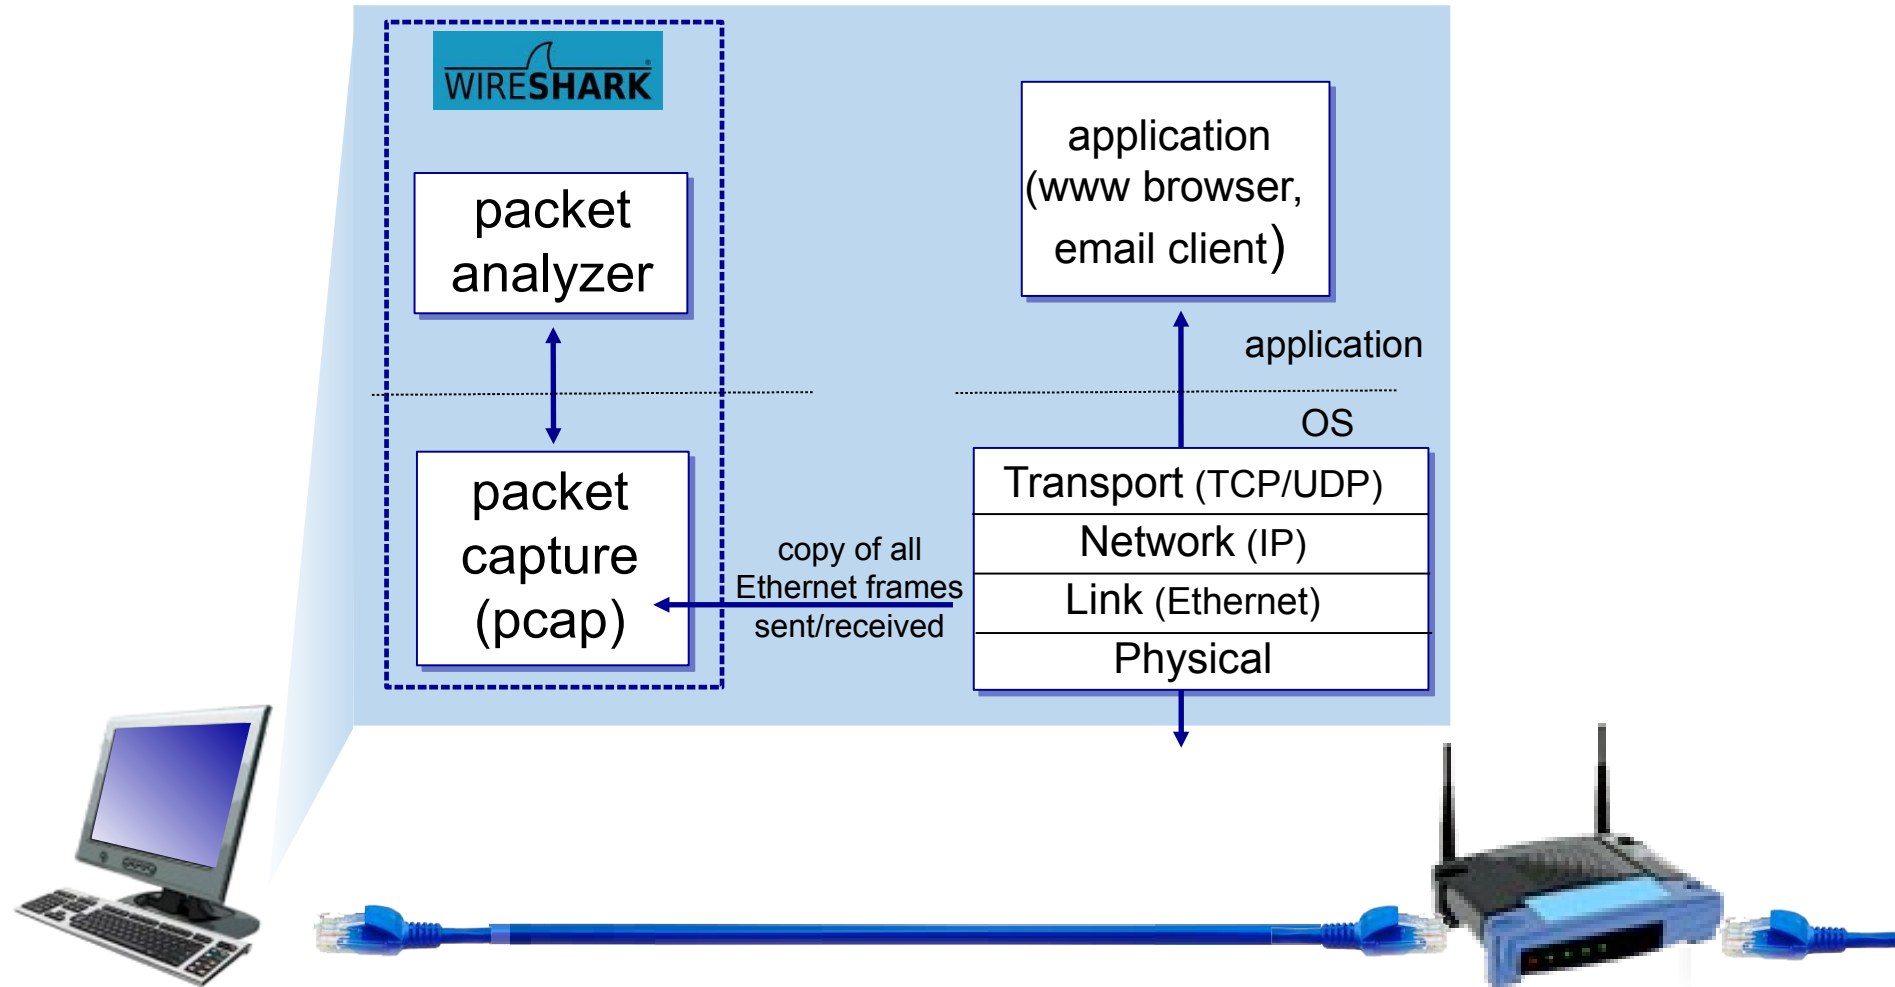 WIRESHARK
packet
analyzer
packet
capture
(pcap)
copy of all
Ethernet frames
sent/received
application
(www browser,
email client)
application
OS
Transport (TCP/UDP)
Network (IP)
Link (Ethernet)
Physical